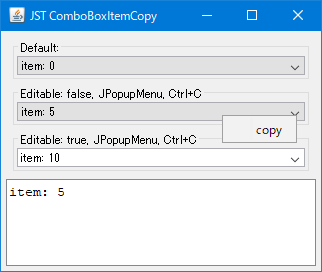 JST ComboBoxItemCopy
Default:
item: 0
Editable: false, JPopupMenu, Ctrl+C
item: 5
copy
Editable: true, JPopupMenu, Ctrl+C
item: 10
item: 5